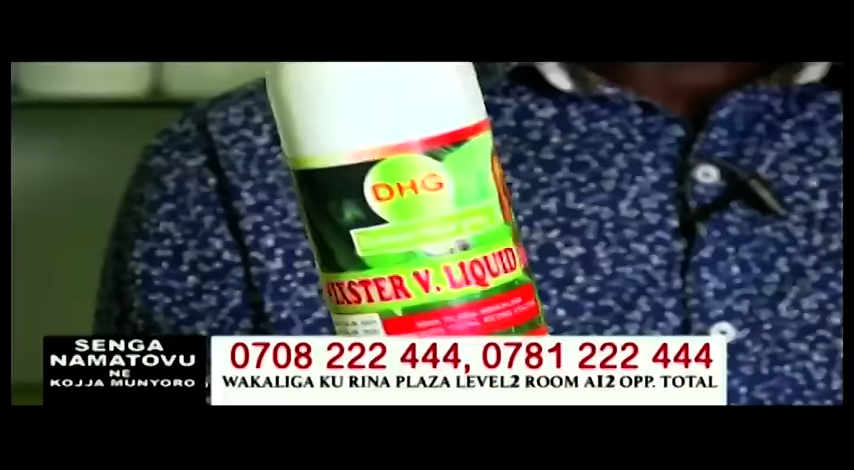 DHG
STER V. LIQUID
SENGA
NAMATOVU
NE
KOJJA MUNYORO
0708 222 444, 0781 222 444
WAKALIGA KU RINA PLAZA LEVEL2 ROOM A12 OPP. TOTAL